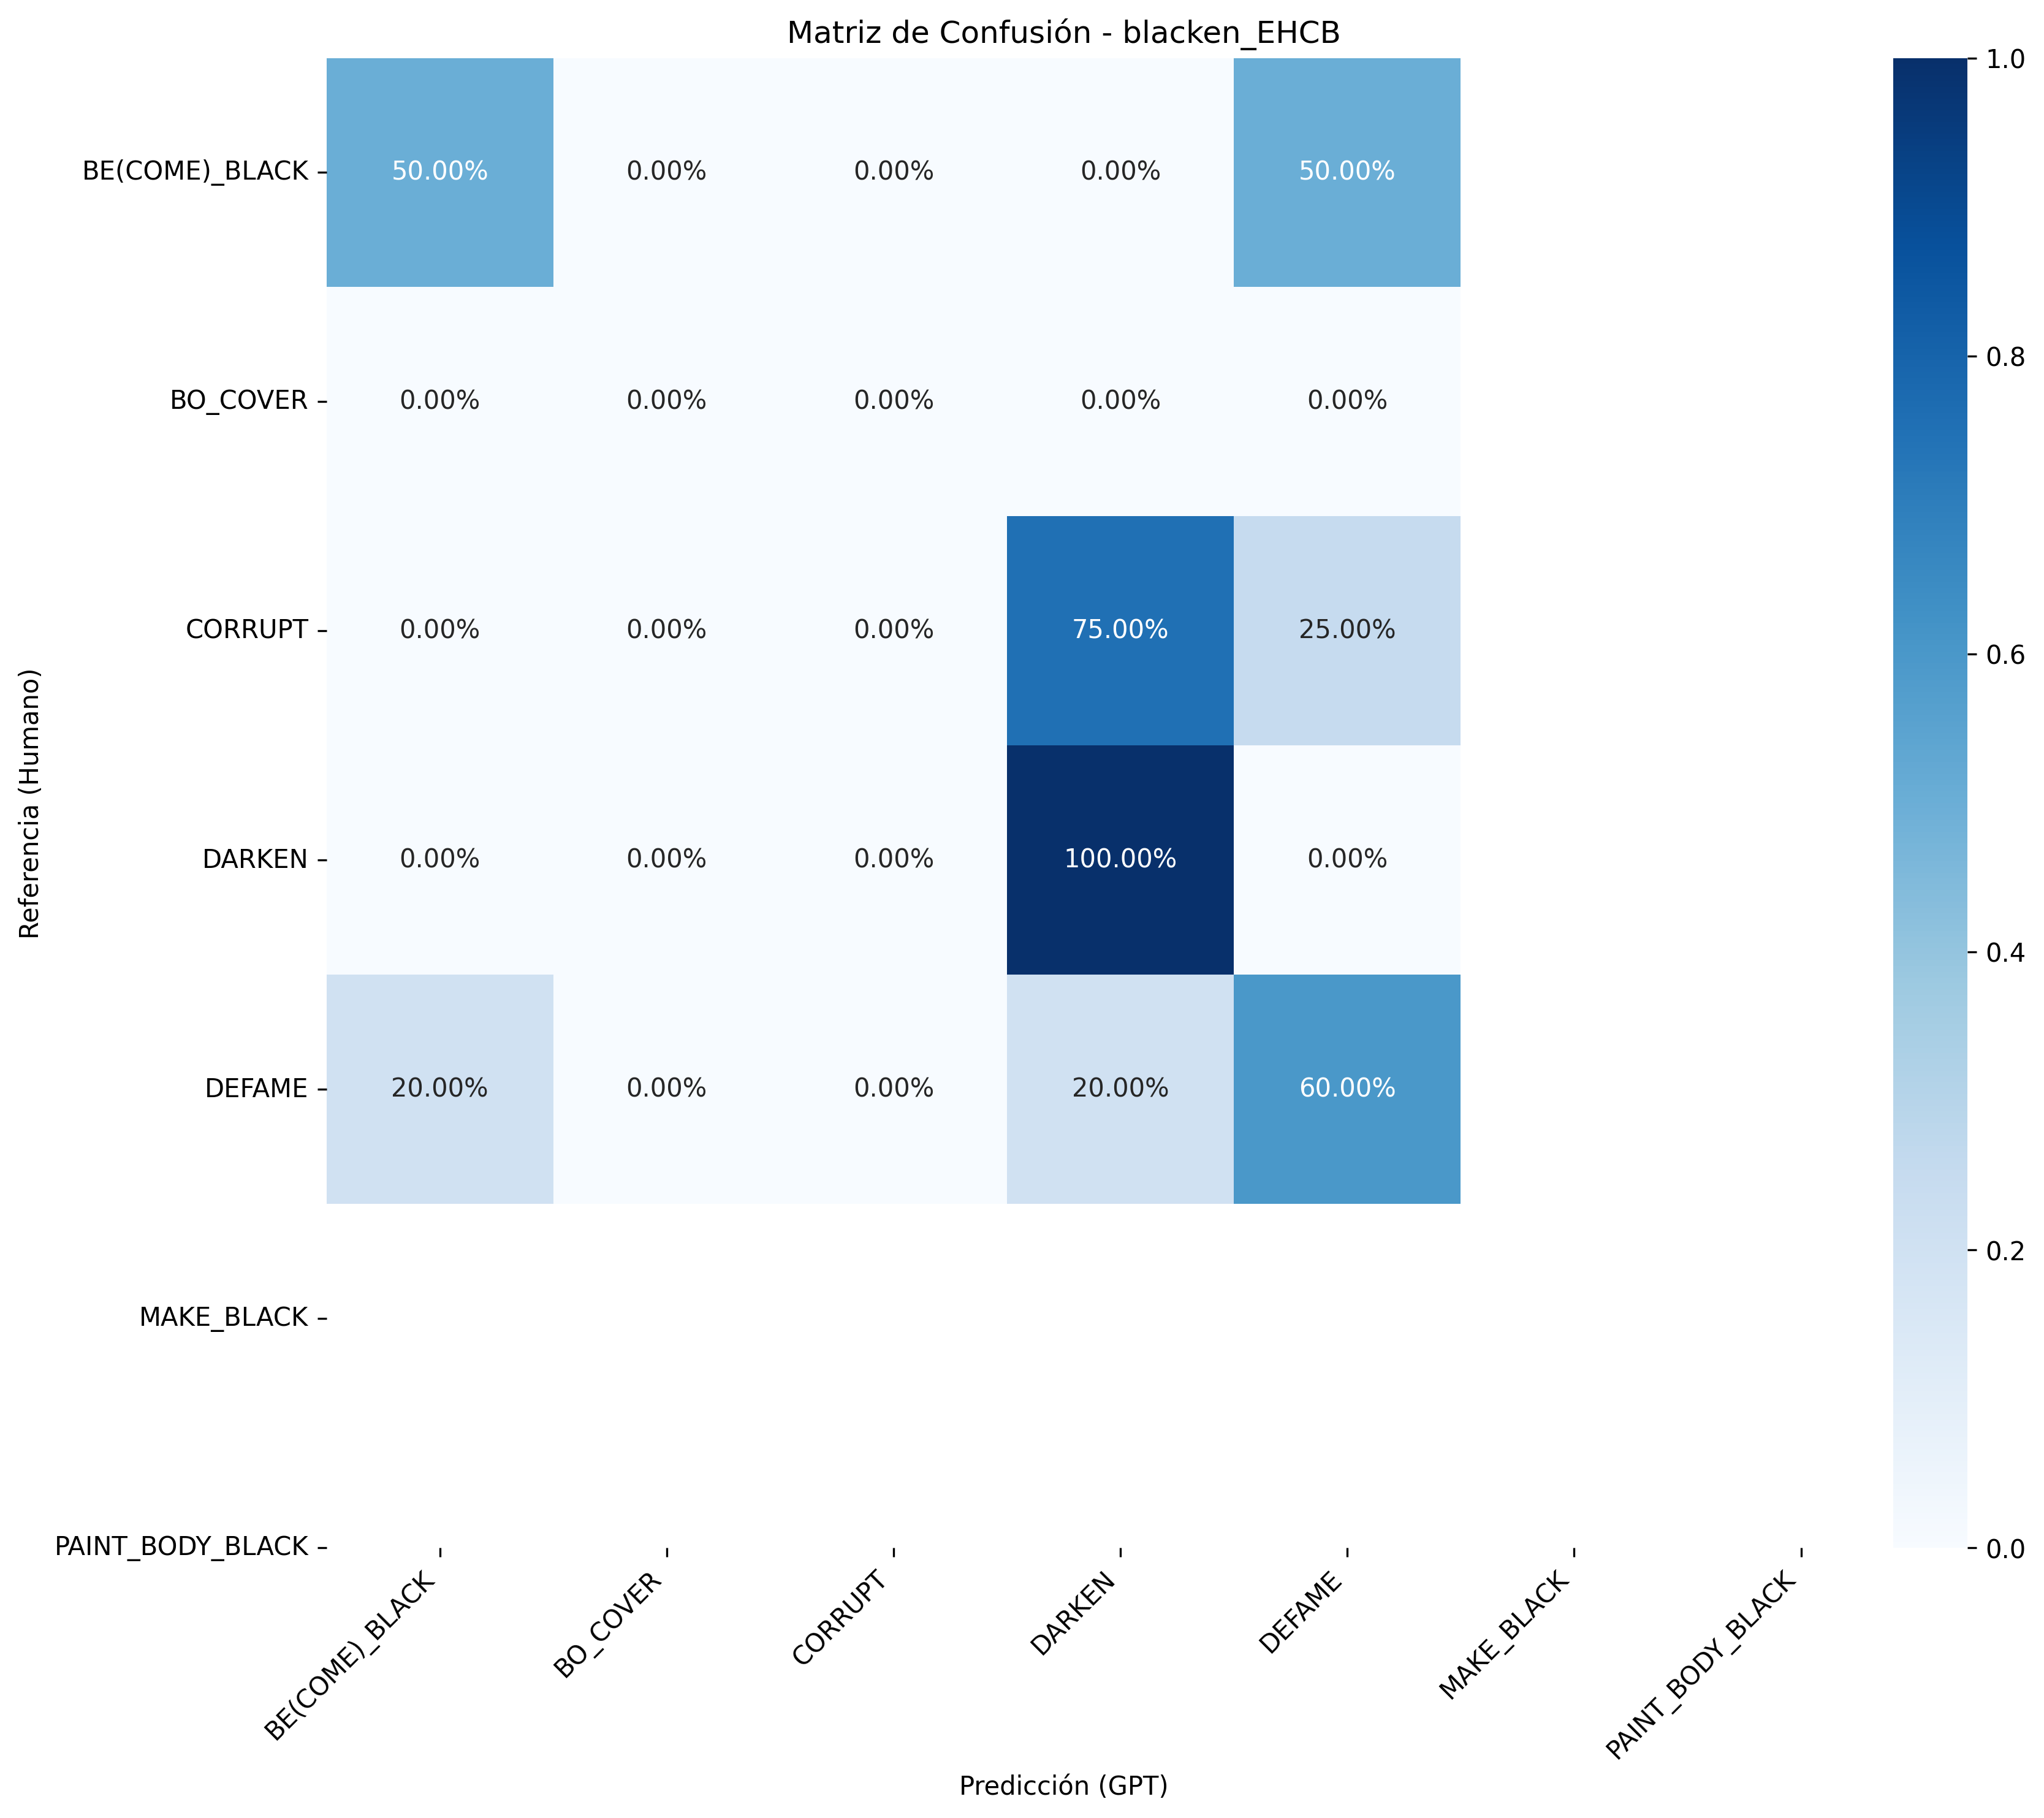 Matriz de Confusión - blacken_EHCB
BE(COME)_BLACK 50.00% 0.00% 0.00% 0.00% 50.00%
BO_COVER 0.00% 0.00% 0.00% 0.00% 0.00%
CORRUPT 0.00% 0.00% 0.00% 75.00% 25.00%
DARKEN 0.00% 0.00% 0.00% 100.00% 0.00%
DEFAME 20.00% 0.00% 0.00% 20.00% 60.00%
MAKE_BLACK
PAINT_BODY_BLACK
Referencia (Humano)
BE(COME)_BLACK BO_COVER CORRUPT DARKEN DEFAME MAKE_BLACK PAINT_BODY_BLACK
Predicción (GPT)
1.0
0.8
0.6
0.4
0.2
0.0